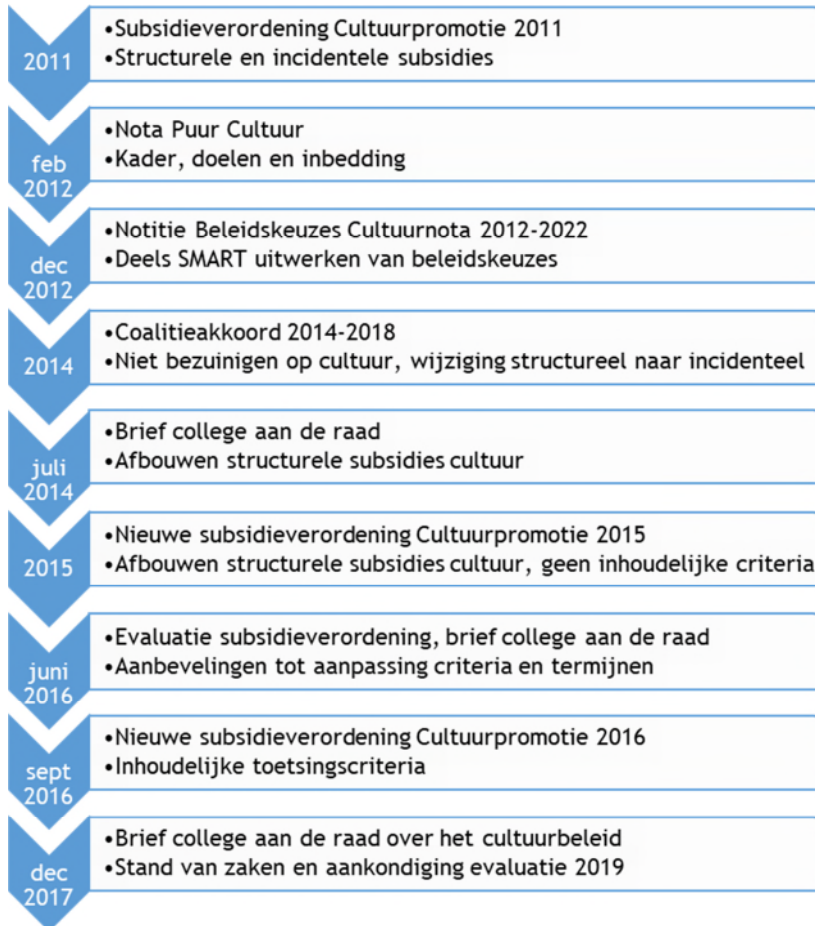 2011
•Subsidieverordening Cultuurpromotie 2011
•Structurele en incidentele subsidies
feb
2012
•Nota Puur Cultuur
•Kader, doelen en inbedding
dec
2012
•Notitie Beleidskeuzes Cultuurnota 2012-2022
•Deels SMART uitwerken van beleidskeuzes
2014
•Coalitieakkoord 2014-2018
•Niet bezuinigen op cultuur, wijziging structureel naar incidenteel
juli
2014
•Brief college aan de raad
•Afbouwen structurele subsidies cultuur
2015
•Nieuwe subsidieverordening Cultuurpromotie 2015
•Afbouwen structurele subsidies cultuur, geen inhoudelijke criteria
juni
2016
•Evaluatie subsidieverordening, brief college aan de raad
•Aanbevelingen tot aanpassing criteria en termijnen
sept
2016
•Nieuwe subsidieverordening Cultuurpromotie 2016
•Inhoudelijke toetsingscriteria
dec
2017
•Brief college aan de raad over het cultuurbeleid
•Stand van zaken en aankondiging evaluatie 2019